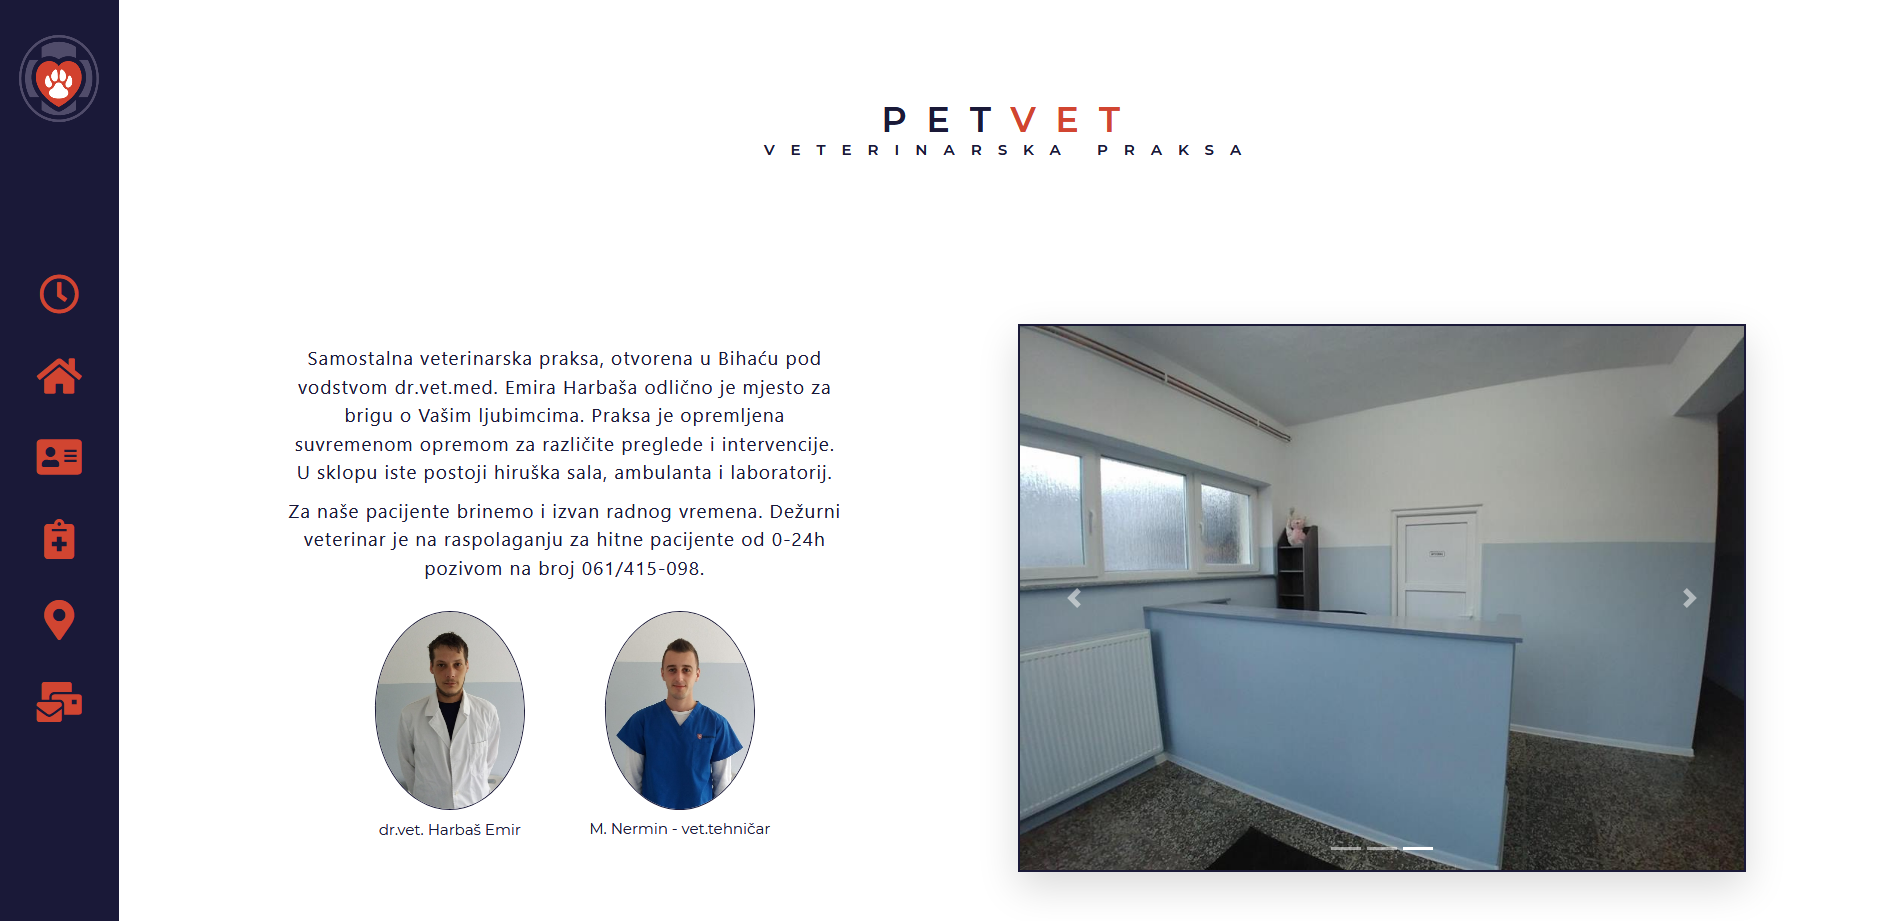 PETVET
VETERINARSKA PRAKSA
Samostalna veterinarska praksa, otvorena u Bihaću pod
vodstvom dr.vet.med. Emira Harbaša odlično je mjesto za
brigu o Vašim ljubimcima. Praksa je opremljena
suvremenom opremom za različite preglede i intervencije.
U sklopu iste postoji hiruška sala, ambulanta i laboratorij.
Za naše pacijente brinemo i izvan radnog vremena. Dežurni
veterinar je na raspolaganju za hitne pacijente od 0-24h
pozivom na broj 061/415-098.
dr.vet. Harbaš Emir
M. Nermin - vet.tehničar